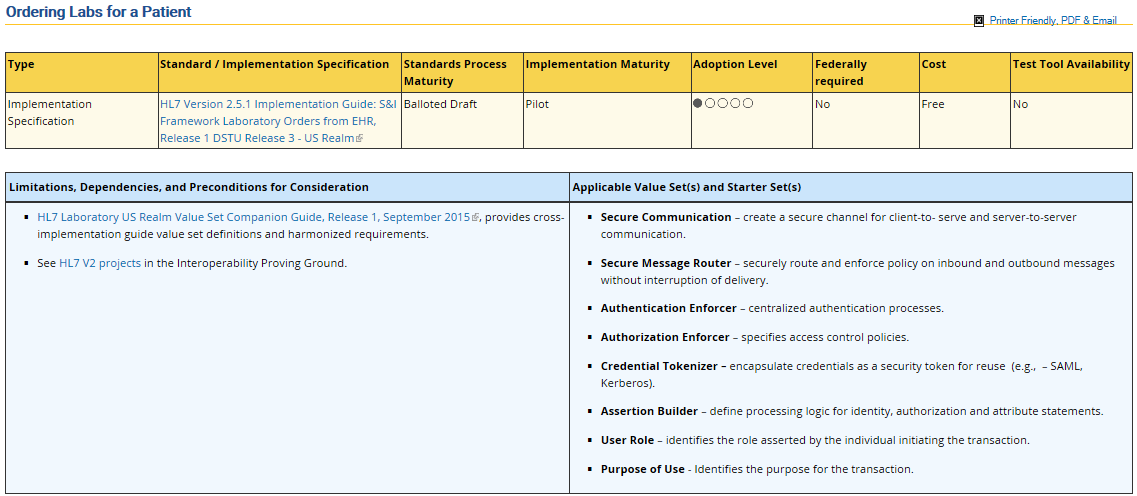 Ordering Labs for a Patient
Printer Friendly, PDF & Email
Type
Standard / Implementation Specification
Standards Process
Maturity
Implementation Maturity
Adoption Level
Federally
required
Cost
Test Tool Availability
Implementation
Specification
HL7 Version 2.5.1 Implementation Guide: S&I
Framework Laboratory Orders from EHR,
Release 1 DSTU Release 3 - US Realm
Balloted Draft
Pilot
No
Free
No
Limitations, Dependencies, and Preconditions for Consideration
HL7 Laboratory US Realm Value Set Companion Guide, Release 1, September 2015, provides cross-
implementation guide value set definitions and harmonized requirements.
See HL7 V2 projects in the Interoperability Proving Ground.
Applicable Value Set(s) and Starter Set(s)
Secure Communication – create a secure channel for client-to- serve and server-to-server
communication.
Secure Message Router – securely route and enforce policy on inbound and outbound messages
without interruption of delivery.
Authentication Enforcer – centralized authentication processes.
Authorization Enforcer – specifies access control policies.
Credential Tokenizer – encapsulate credentials as a security token for reuse (e.g., – SAML,
Kerberos).
Assertion Builder – define processing logic for identity, authorization and attribute statements.
User Role – identifies the role asserted by the individual initiating the transaction.
Purpose of Use - Identifies the purpose for the transaction.